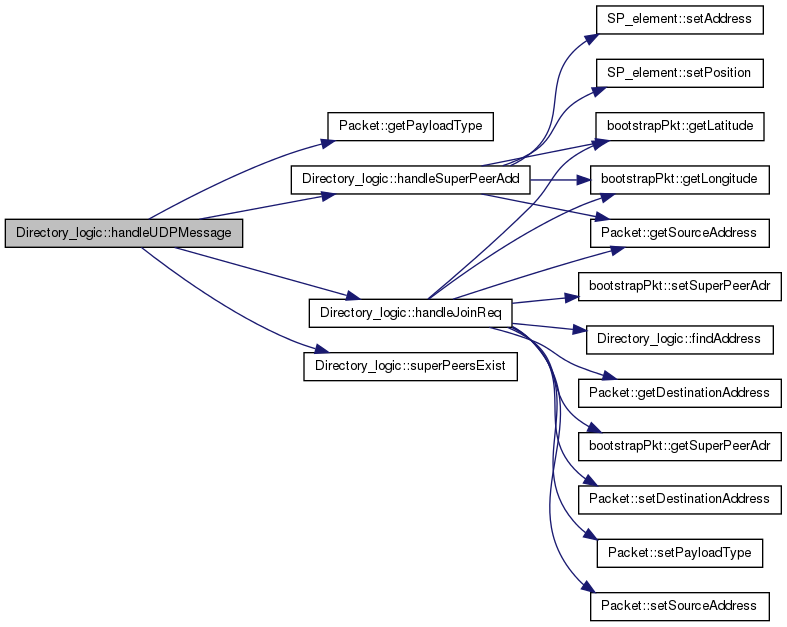 SP_element::setAddress
SP_element::setPosition
Packet::getPayloadType
bootstrapPkt::getLatitude
Directory_logic::handleSuperPeerAdd
bootstrapPkt::getLongitude
Directory_logic::handleUDPMessage
Packet::getSourceAddress
bootstrapPkt::setSuperPeerAdr
Directory_logic::handleJoinReq
Directory_logic::findAddress
Directory_logic::superPeersExist
Packet::getDestinationAddress
bootstrapPkt::getSuperPeerAdr
Packet::setDestinationAddress
Packet::setPayloadType
Packet::setSourceAddress